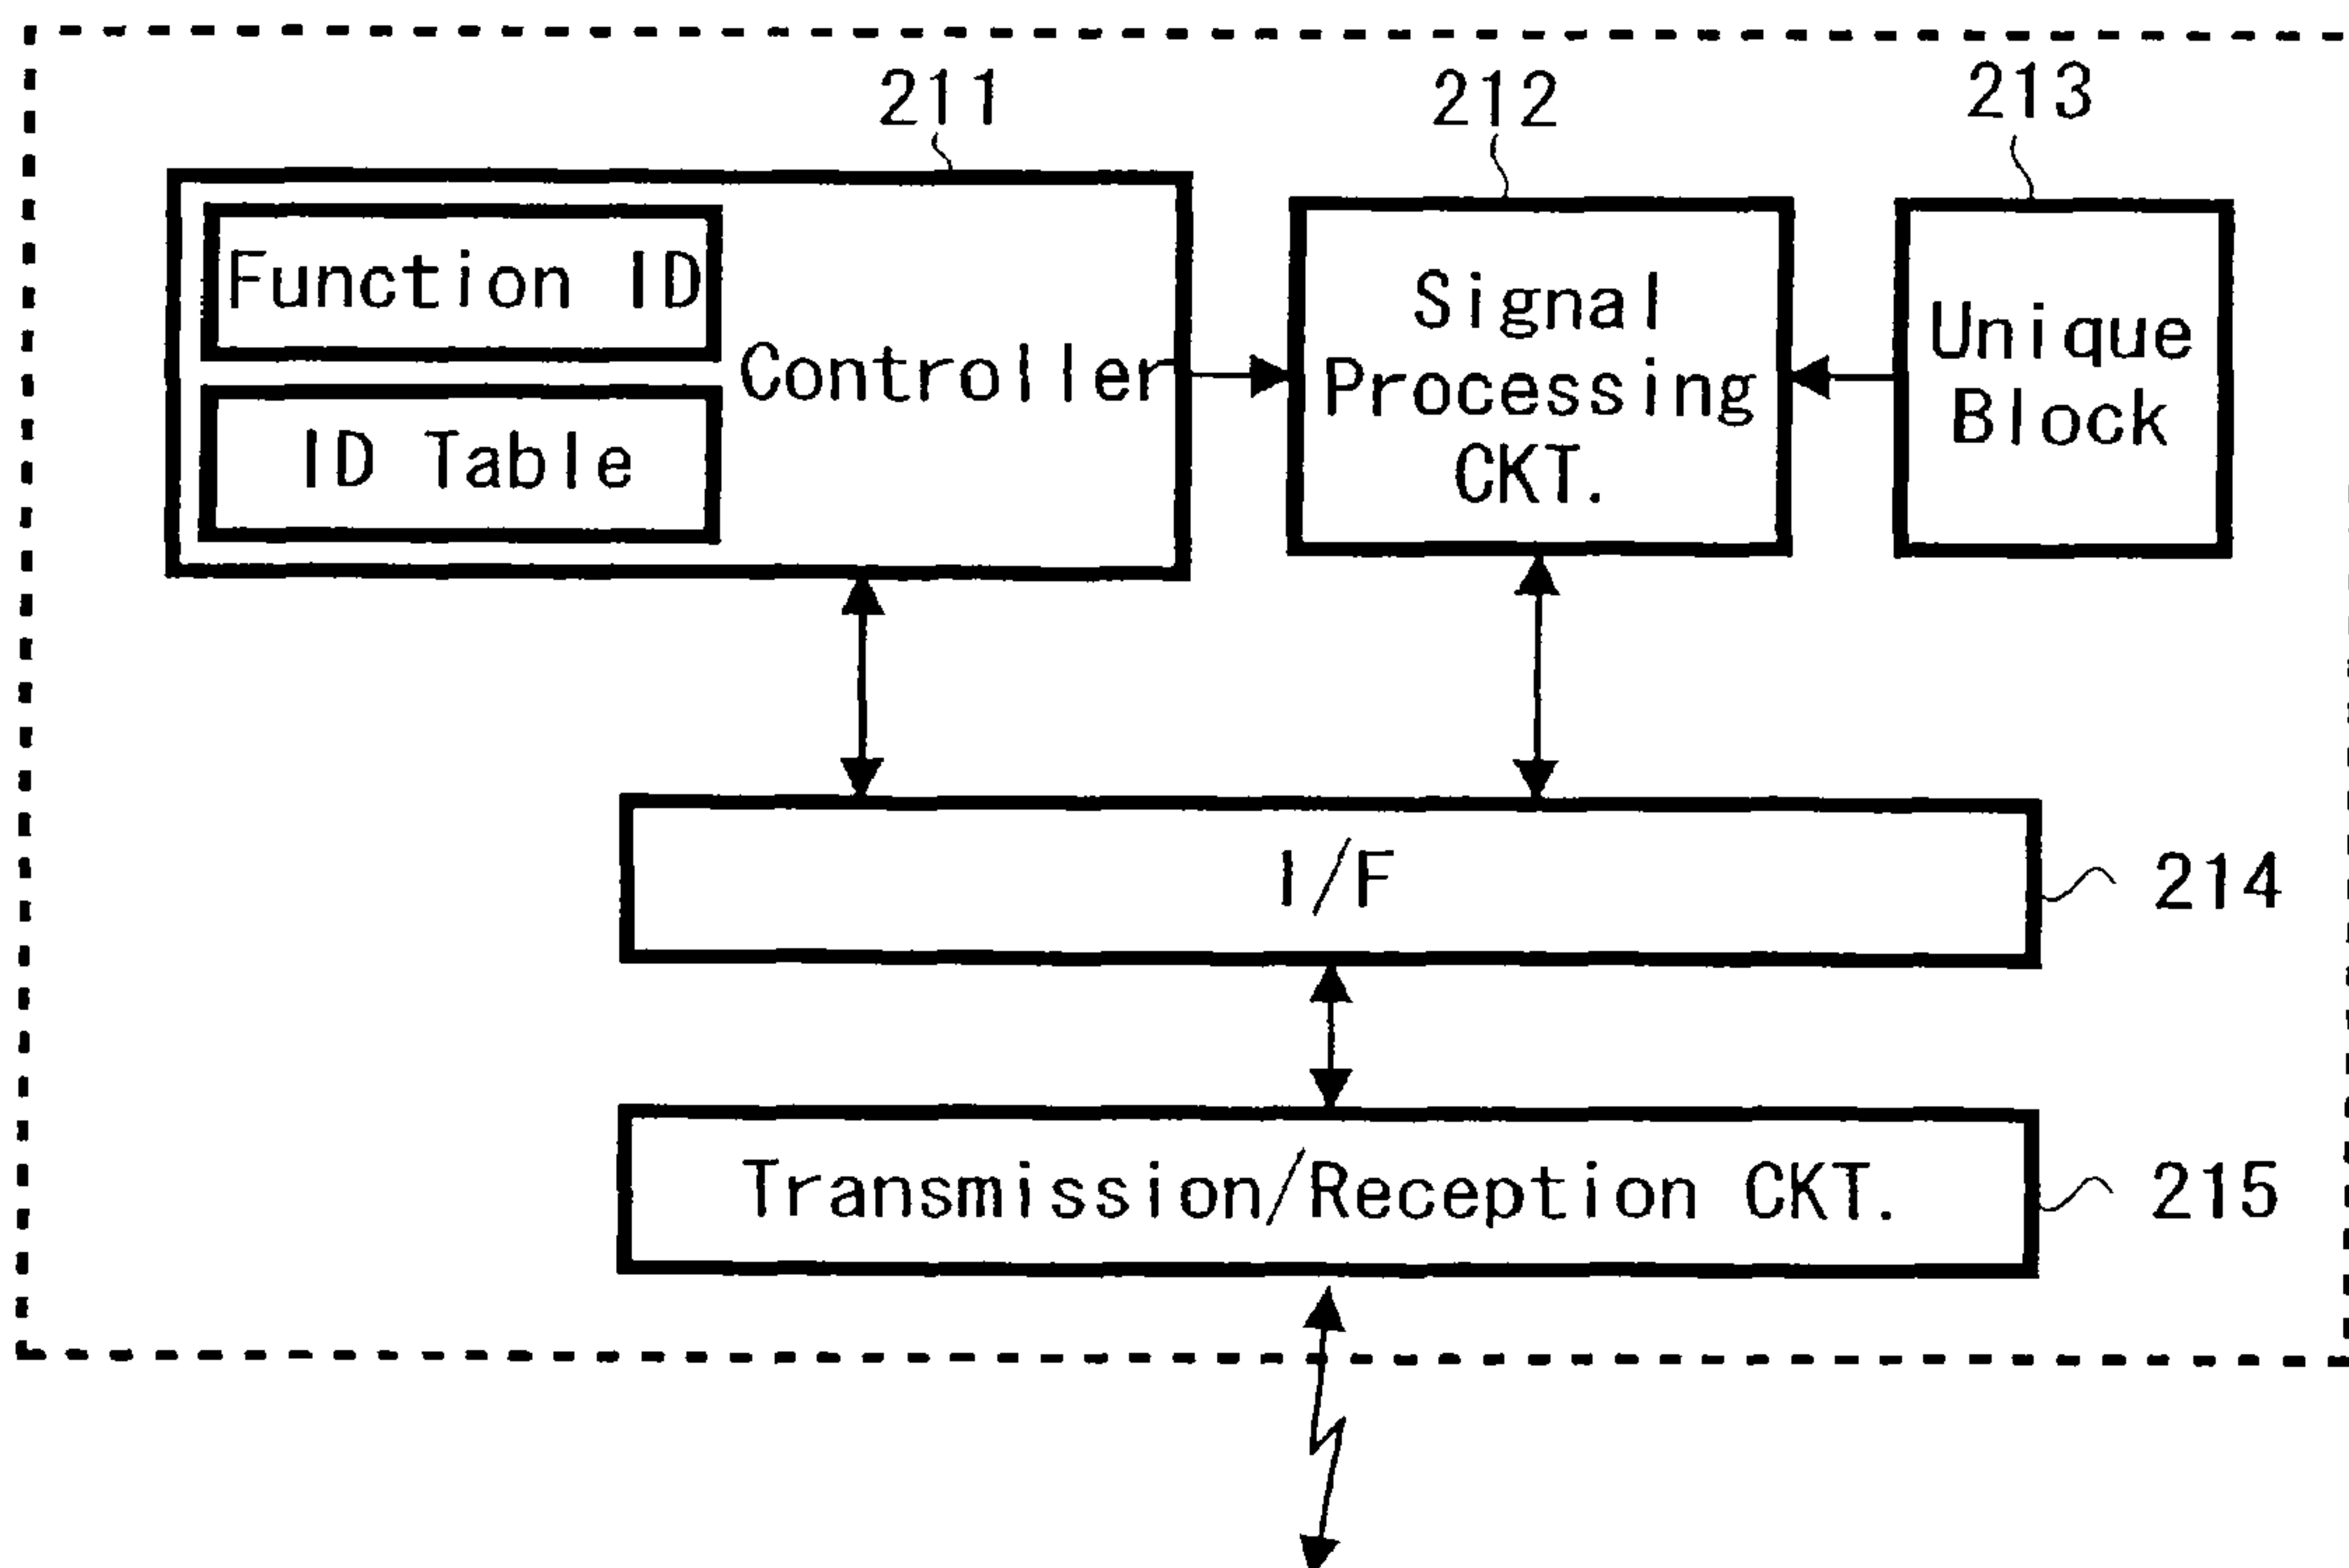 211
212
213
Function ID
Controller
ID Table
Signal
Processing
CKT.
Unique
Block
I/F
214
Transmission/Reception CKT.
215